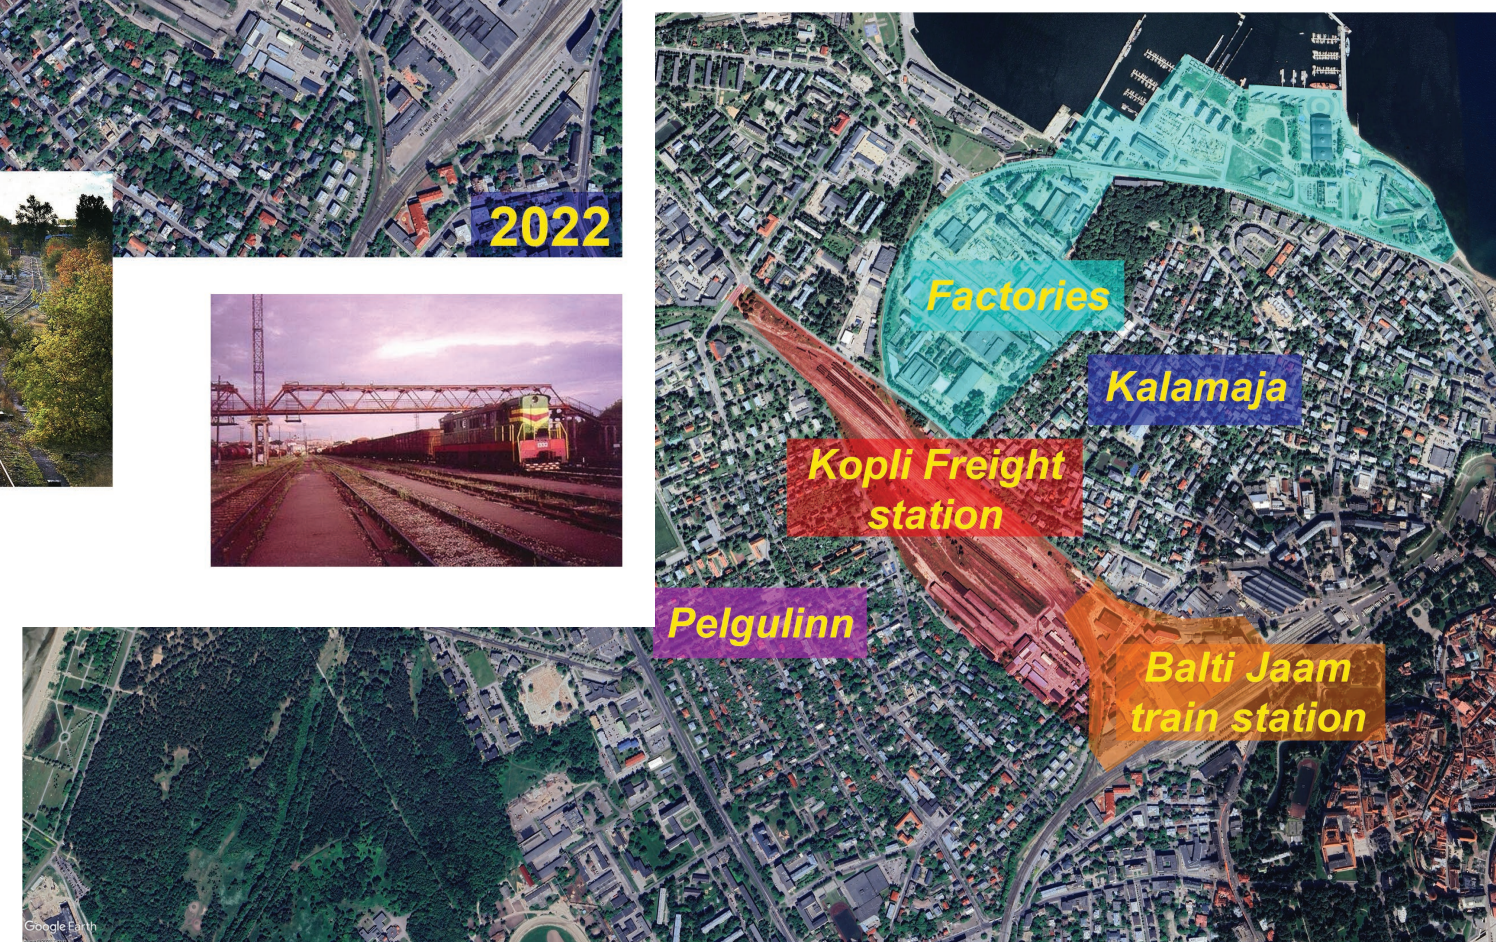 2022
Factories
Kalamaja
Kopli Freight
station
Pelgulinn
Balti Jaam
train station
Google Earth